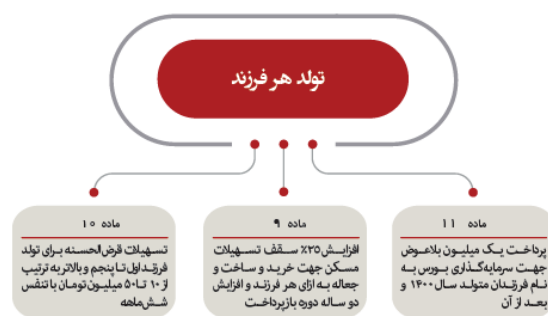 تولد هر فرزند
ماده ۱۱
پرداخت یک میلیون بلاعوض
جهت سرمایه‌گذاری بورس به
نام فرزندان متولد سال ۱۴۰۰ و
بعد از آن
ماده ۹
افزایش ۲۵٪ سقف تسهیلات
مسکن جهت خرید و ساخت و
جعاله به ازای هر فرزند و افزایش
دو ساله دوره بازپرداخت
ماده ۱۰
تسهیلات قرض‌الحسنه برای تولد
فرزند اول تا پنجم و بالاتر به ترتیب
از ۱۰ تا ۵۰ میلیون تومان با تنفس
شش‌ماهه